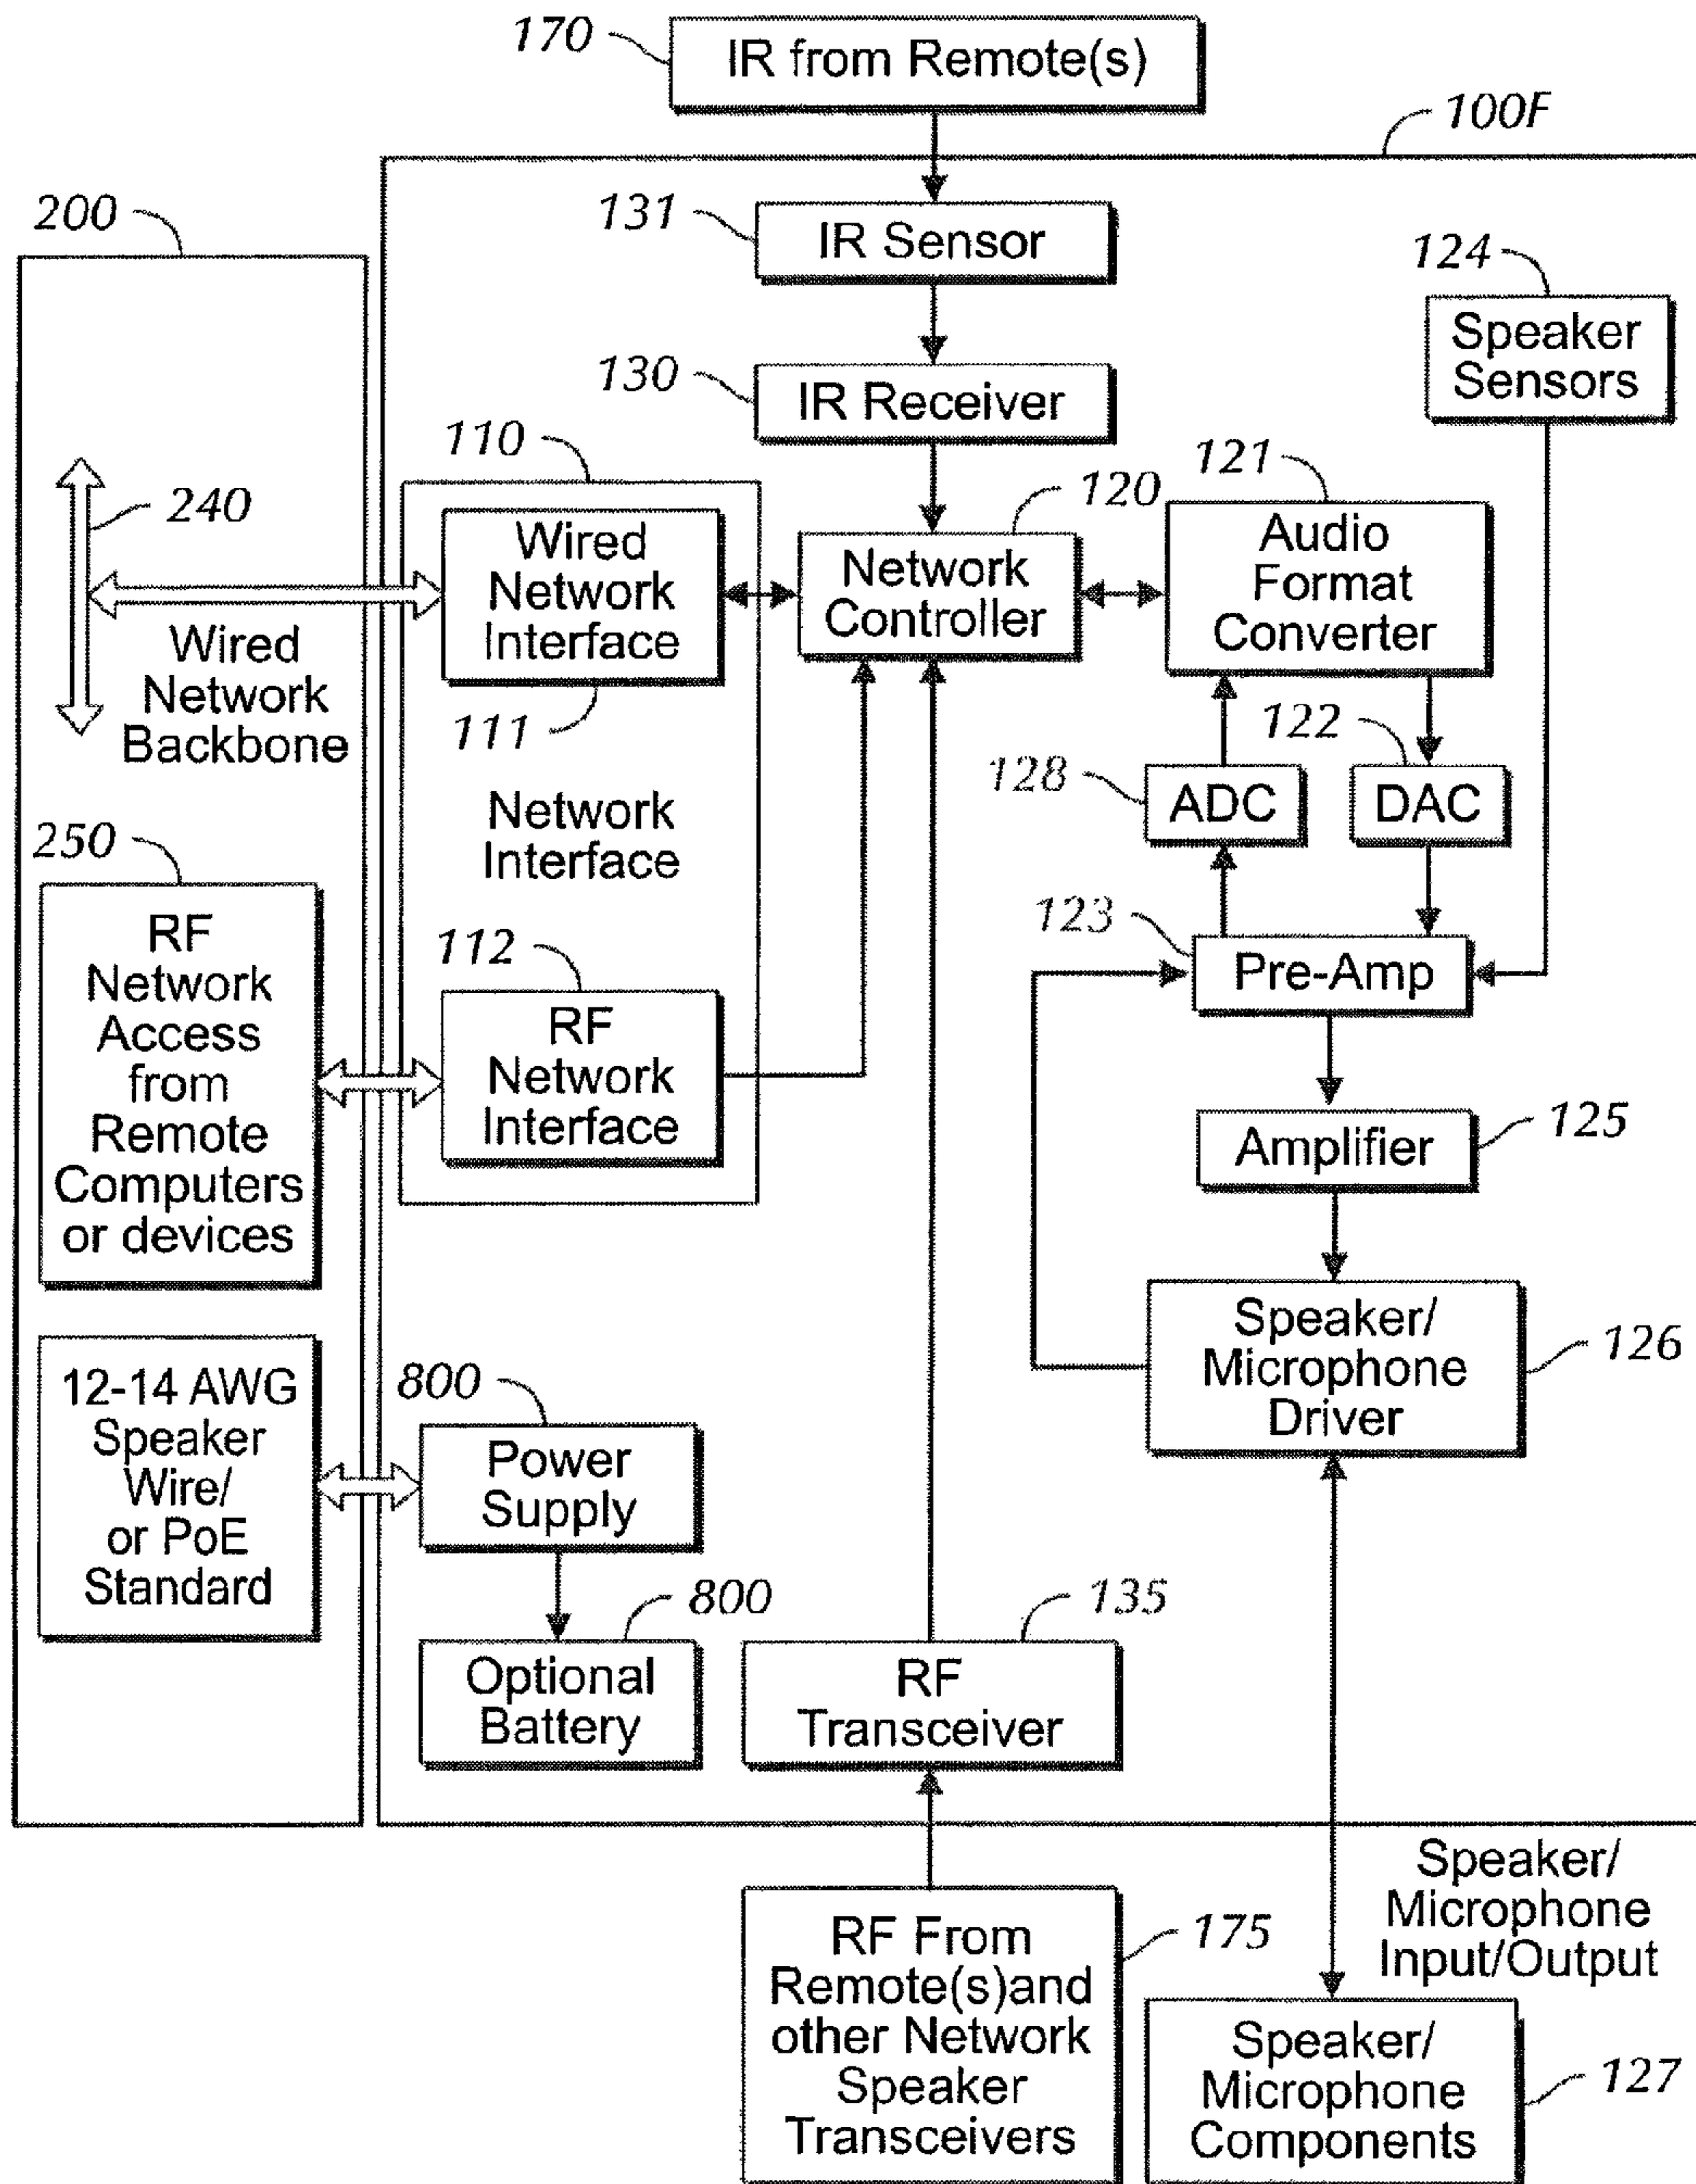 170
IR from Remote(s)
100F
200
131
IR Sensor
124
Speaker
Sensors
130
IR Receiver
110
121
240
120
Wired
Network
Interface
Network
Controller
Audio
Format
Converter
Wired
Network
Backbone
111
122
128
ADC
DAC
Network
Interface
250
RF
Network
Access
from
Remote
Computers
or devices
123
Pre-Amp
112
RF
Network
Interface
Amplifier
125
Speaker/
Microphone
Driver
126
12-14 AWG
Speaker
Wire/
or PoE
Standard
800
Power
Supply
800
Optional
Battery
135
RF
Transceiver
Speaker/
Microphone
Input/Output
RF From
Remote(s)and
other Network
Speaker
Transceivers
175
Speaker/
Microphone
Components
127